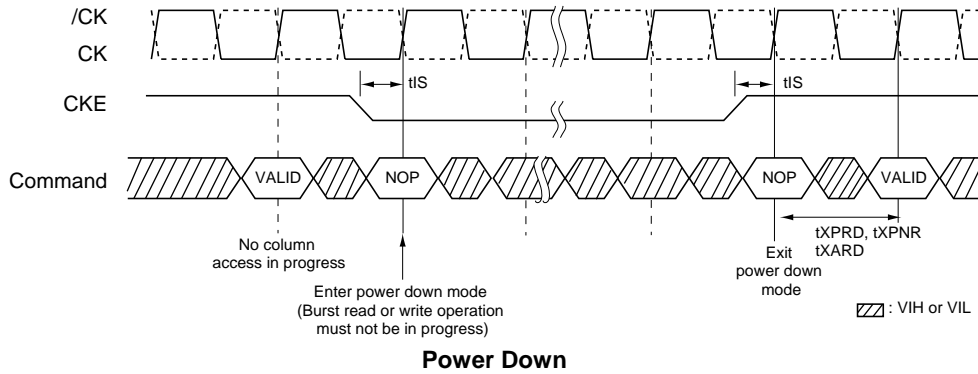 /CK
CK
tIS
tIS
CKE
Command
VALID
NOP
NOP
VALID
No column
access in progress
Enter power down mode
(Burst read or write operation
must not be in progress)
Exit
power down
mode
tXPRD, tXPNR
tXARD
: VIH or VIL
Power Down